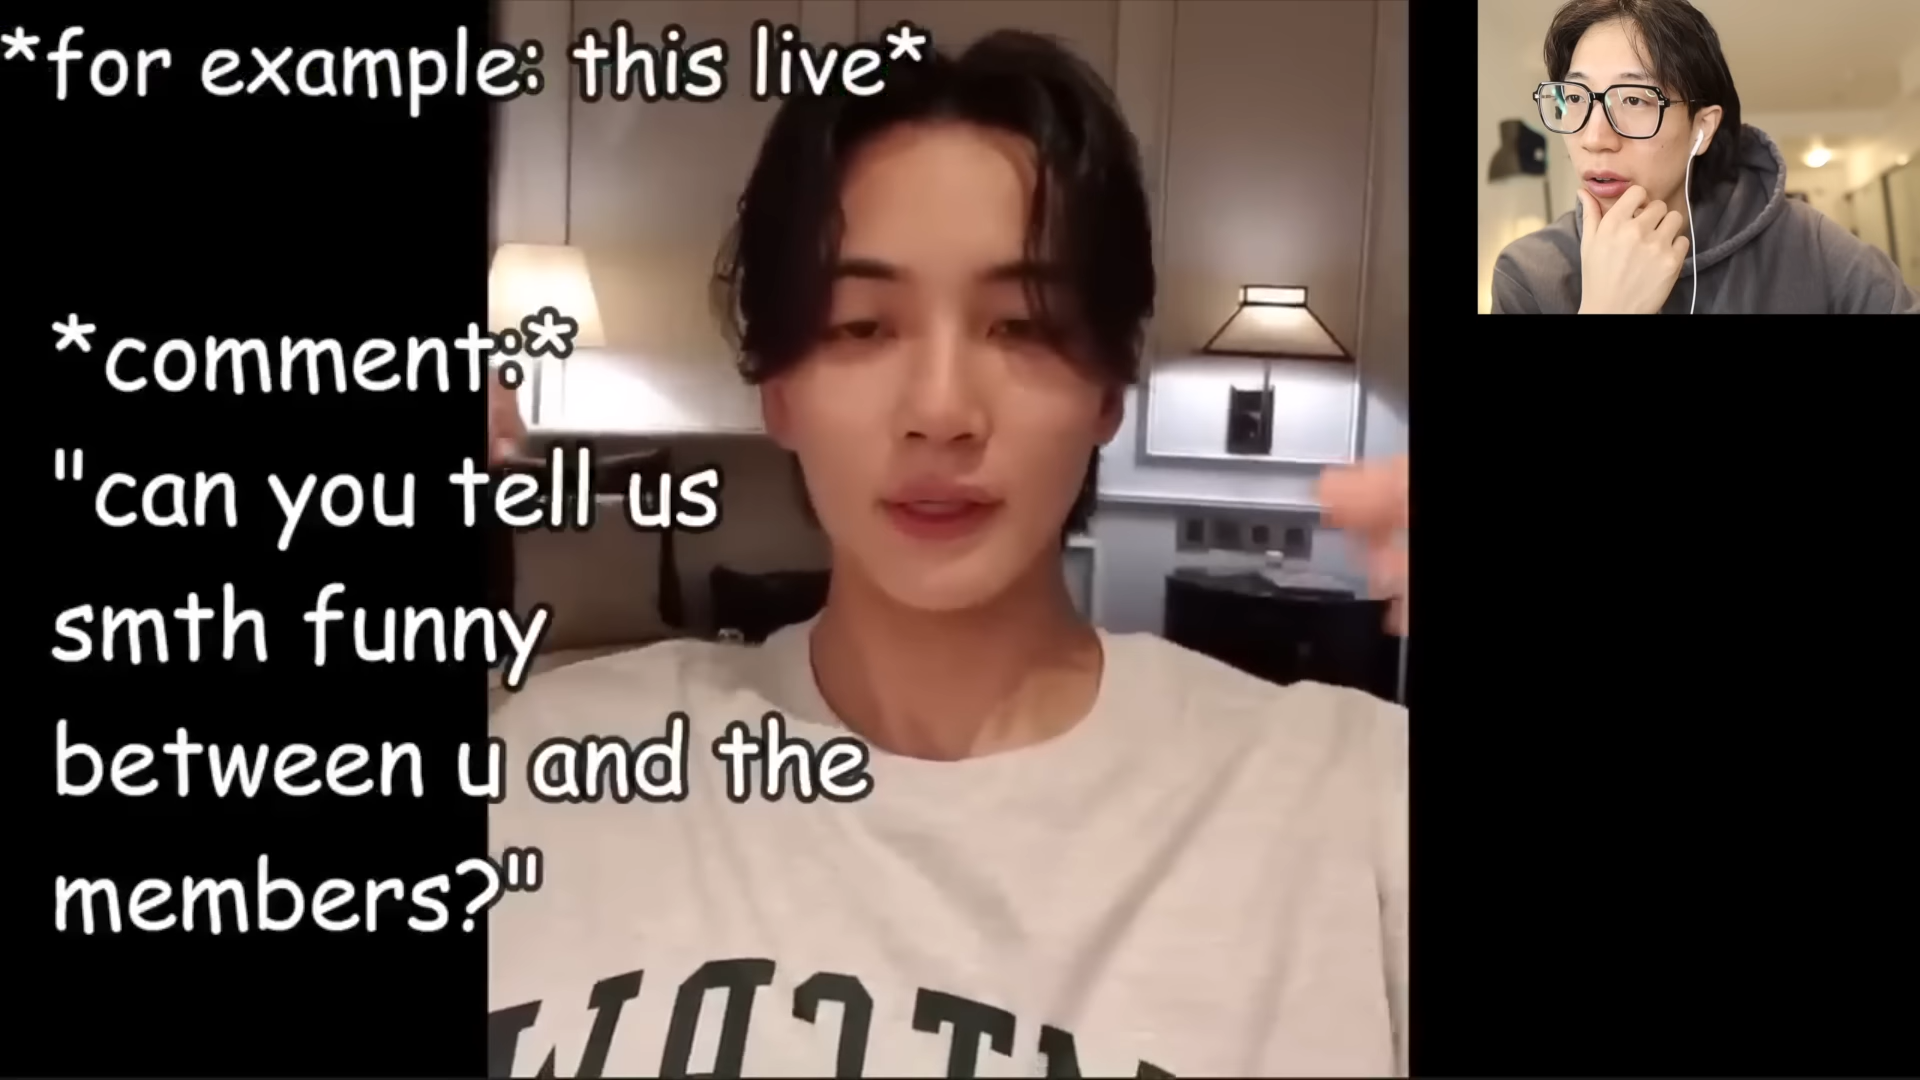 *for example: this live*
*comment:*
"can you tell us
smth funny
between u and the
members?"